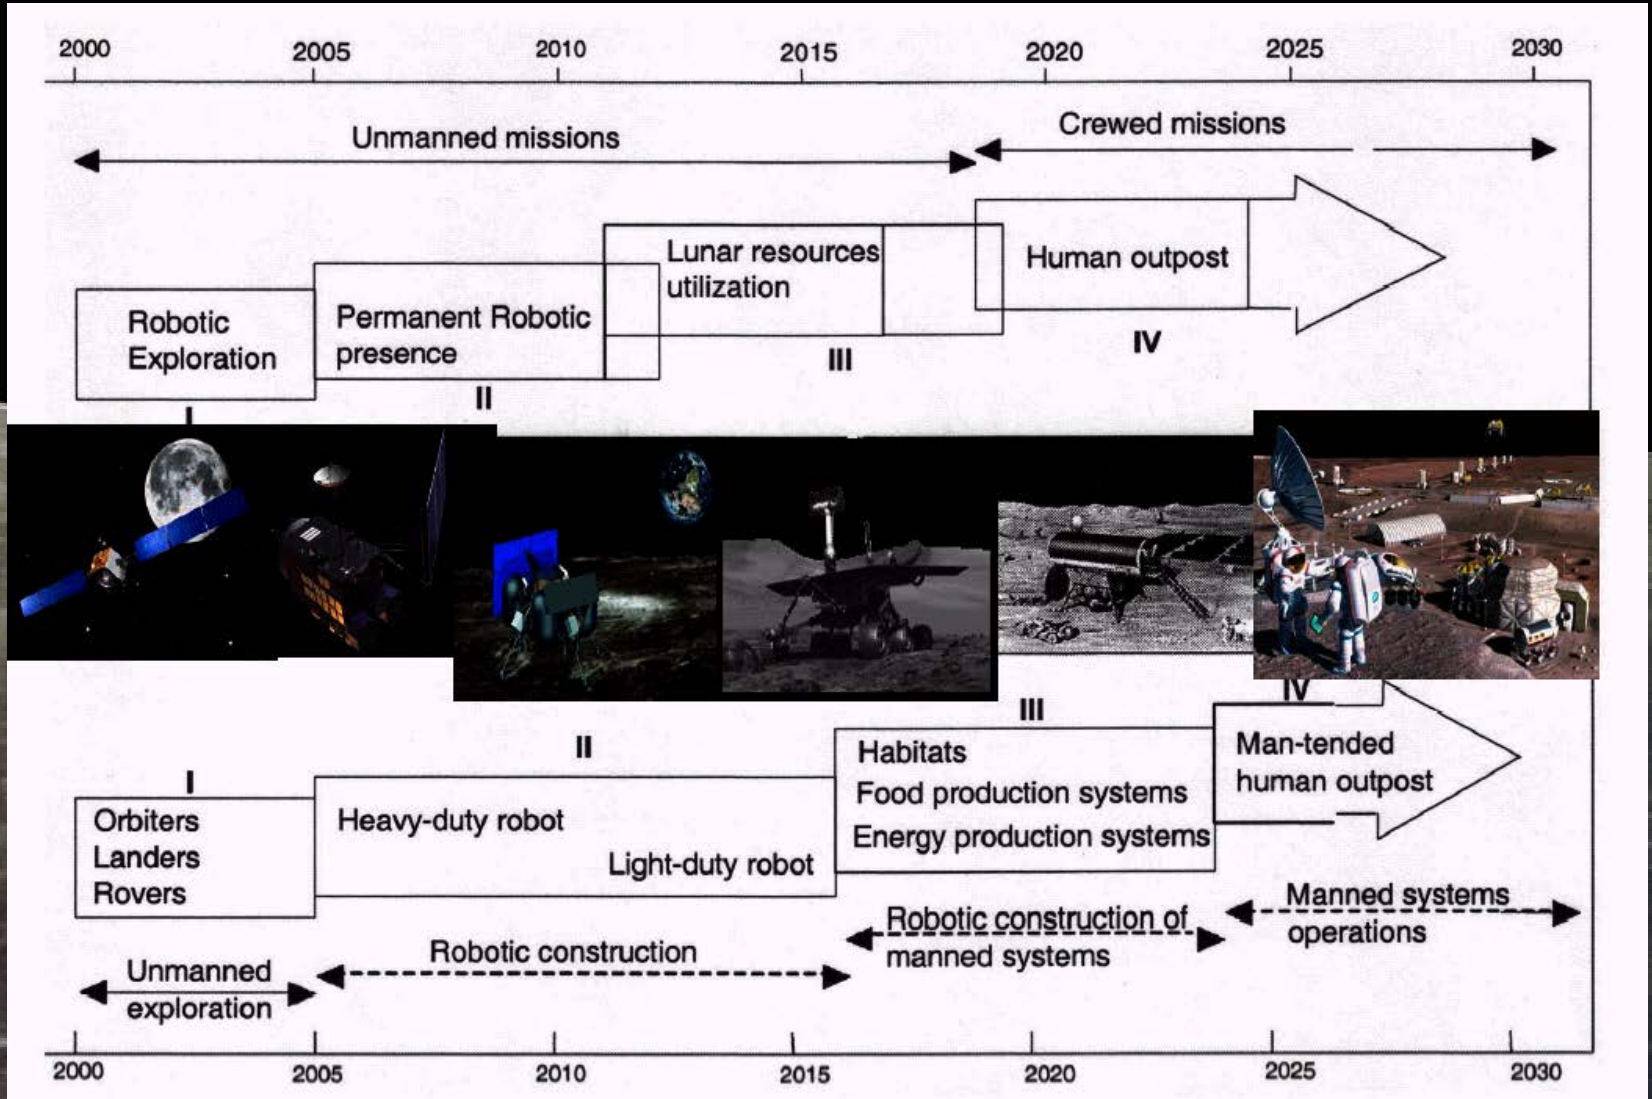 2000 2005 2010 2015 2020 2025 2030
Unmanned missions
Crewed missions
Robotic
Exploration
I
Permanent Robotic
presence
II
Lunar resources
utilization
III
Human outpost
IV
I
Orbiters
Landers
Rovers
II
Heavy-duty robot
Light-duty robot
III
Habitats
Food production systems
Energy production systems
IV
Man-tended
human outpost
Unmanned
exploration
Robotic construction
Robotic construction of
manned systems
Manned systems
operations
2000 2005 2010 2015 2020 2025 2030